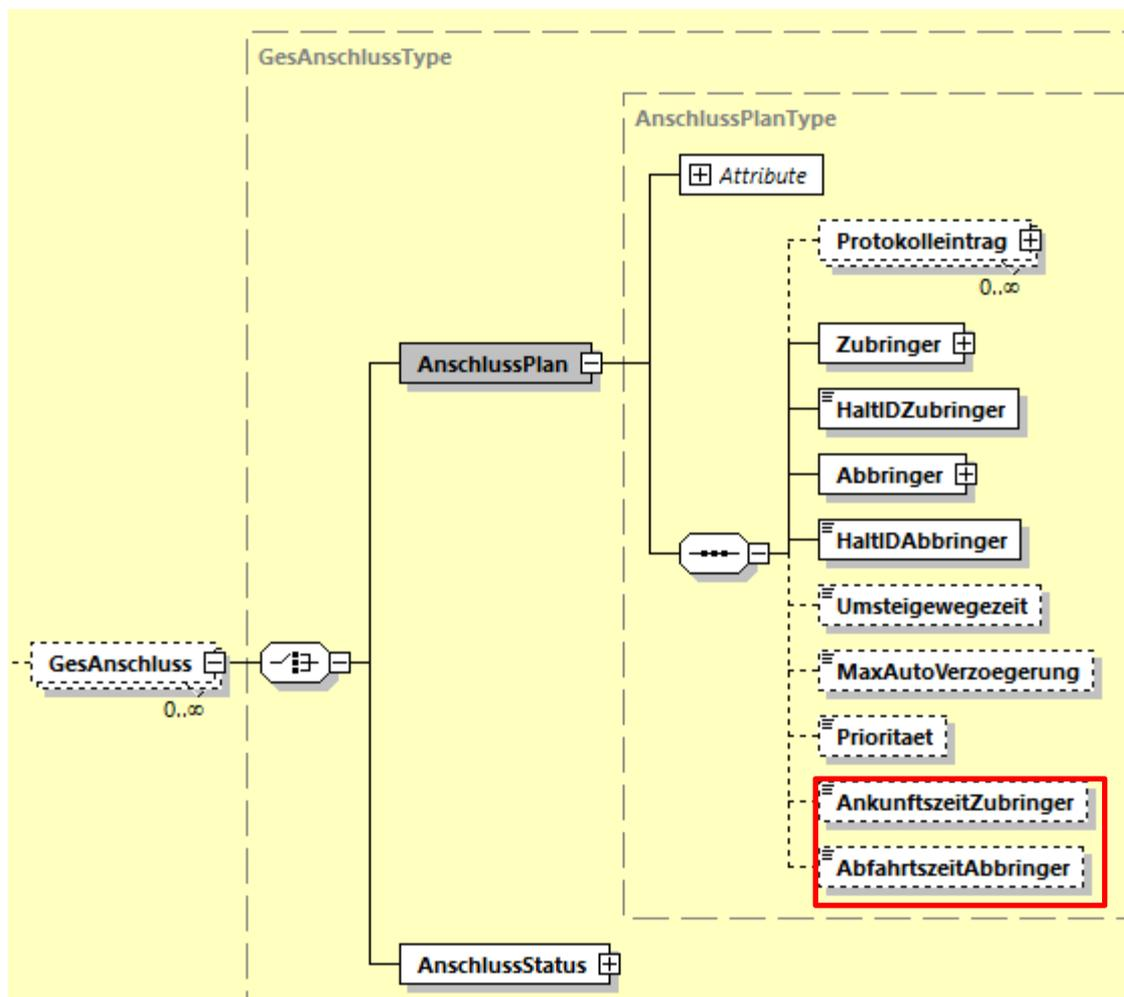 GesAnschlussType
AnschlussPlanType
Attribute
Protokolleintrag
0..∞
Zubringer
AnschlussPlan
HaltIDZubringer
Abbringer
HaltIDAbbringer
Umsteigewegezeit
GesAnschluss
0..∞
MaxAutoVerzoegerung
Prioritaet
AnkunftszeitZubringer
AbfahrtszeitAbbringer
AnschlussStatus